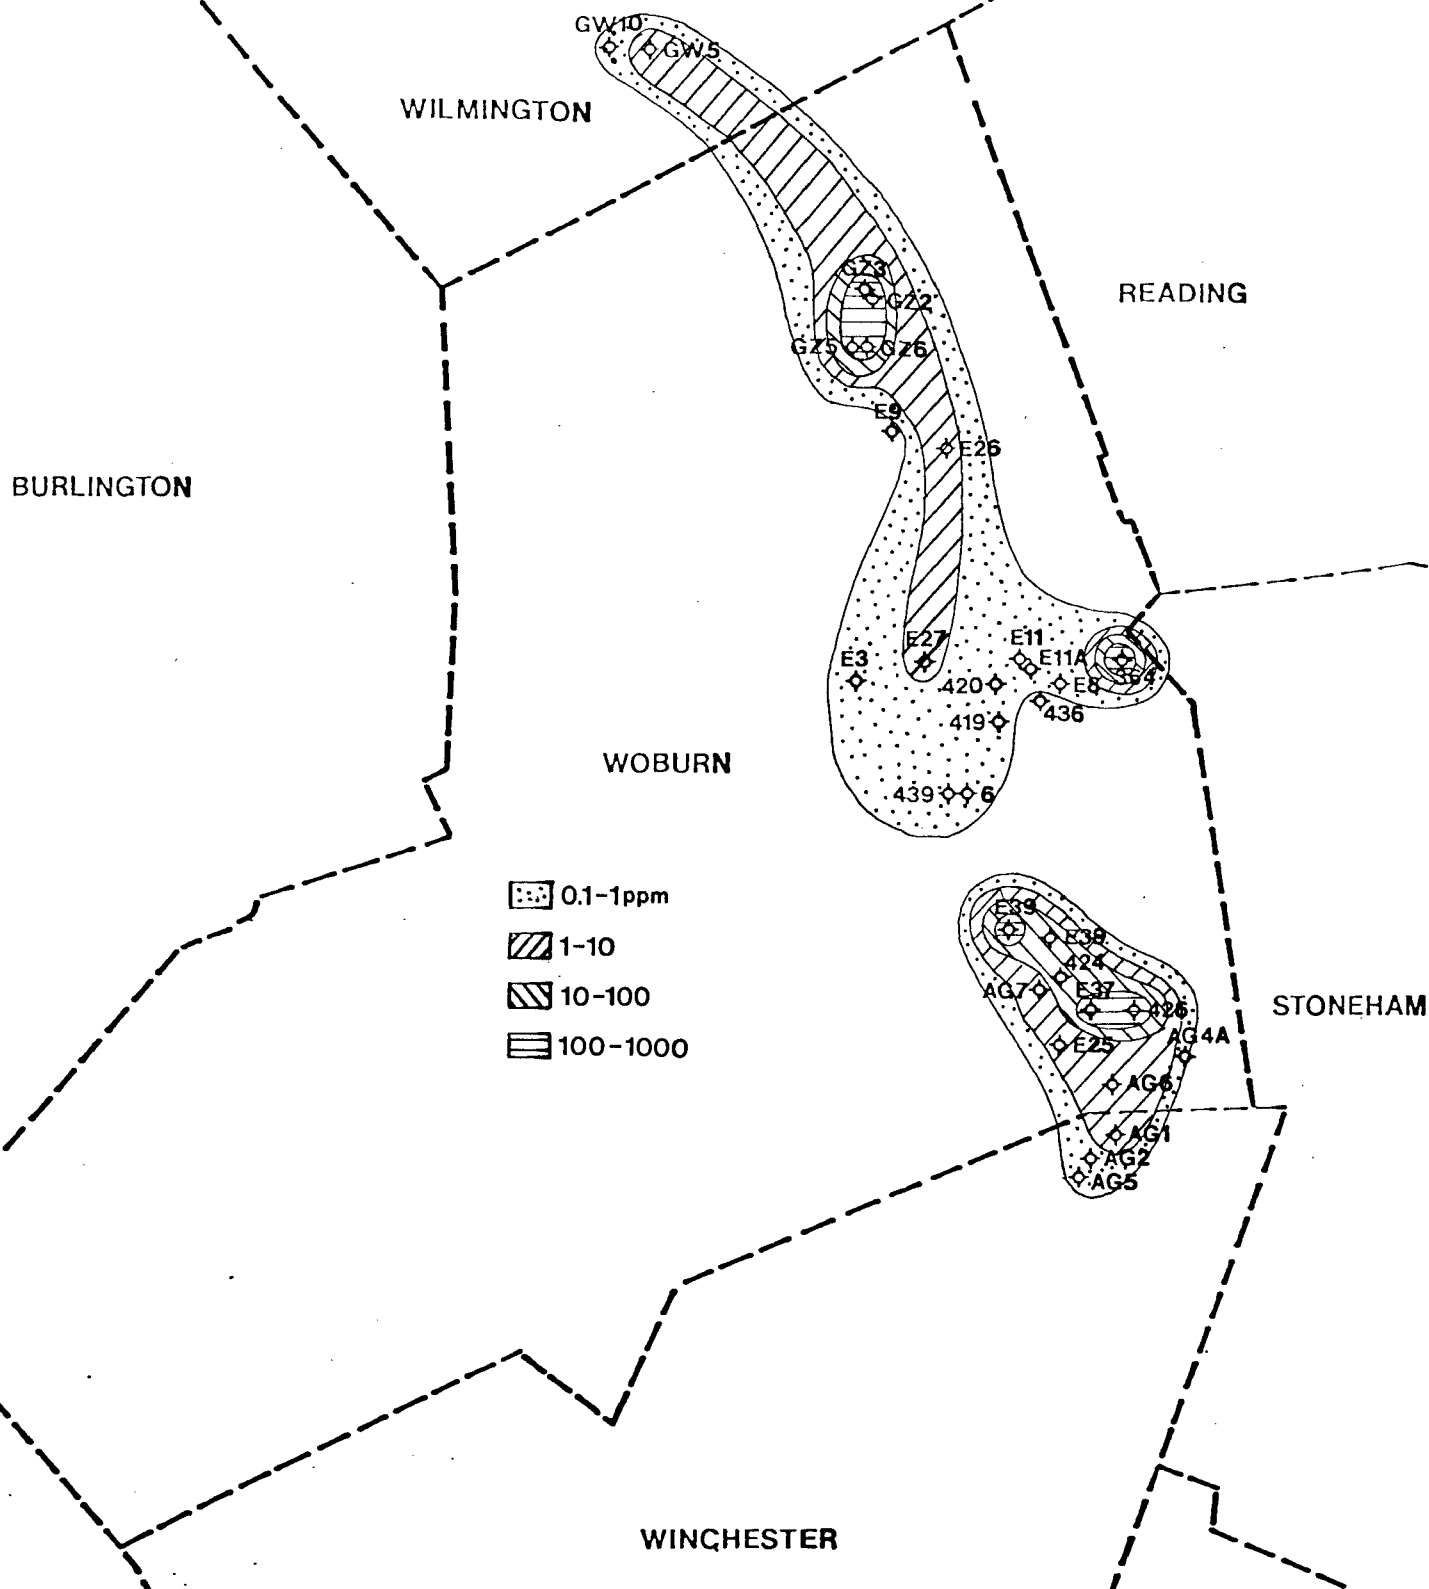 GW10
GW5
WILMINGTON
GZ3
GZ2
READING
GZ5
GZ6
E9
E26
BURLINGTON
E27
E11
E3
E11A
420
E8
364
436
419
WOBURN
439
6
0.1-1ppm
1-10
10-100
100-1000
E39
E38
424
AG7
E37
426
STONEHAM
E25
AG4A
AG6
AG1
AG2
AG5
WINCHESTER